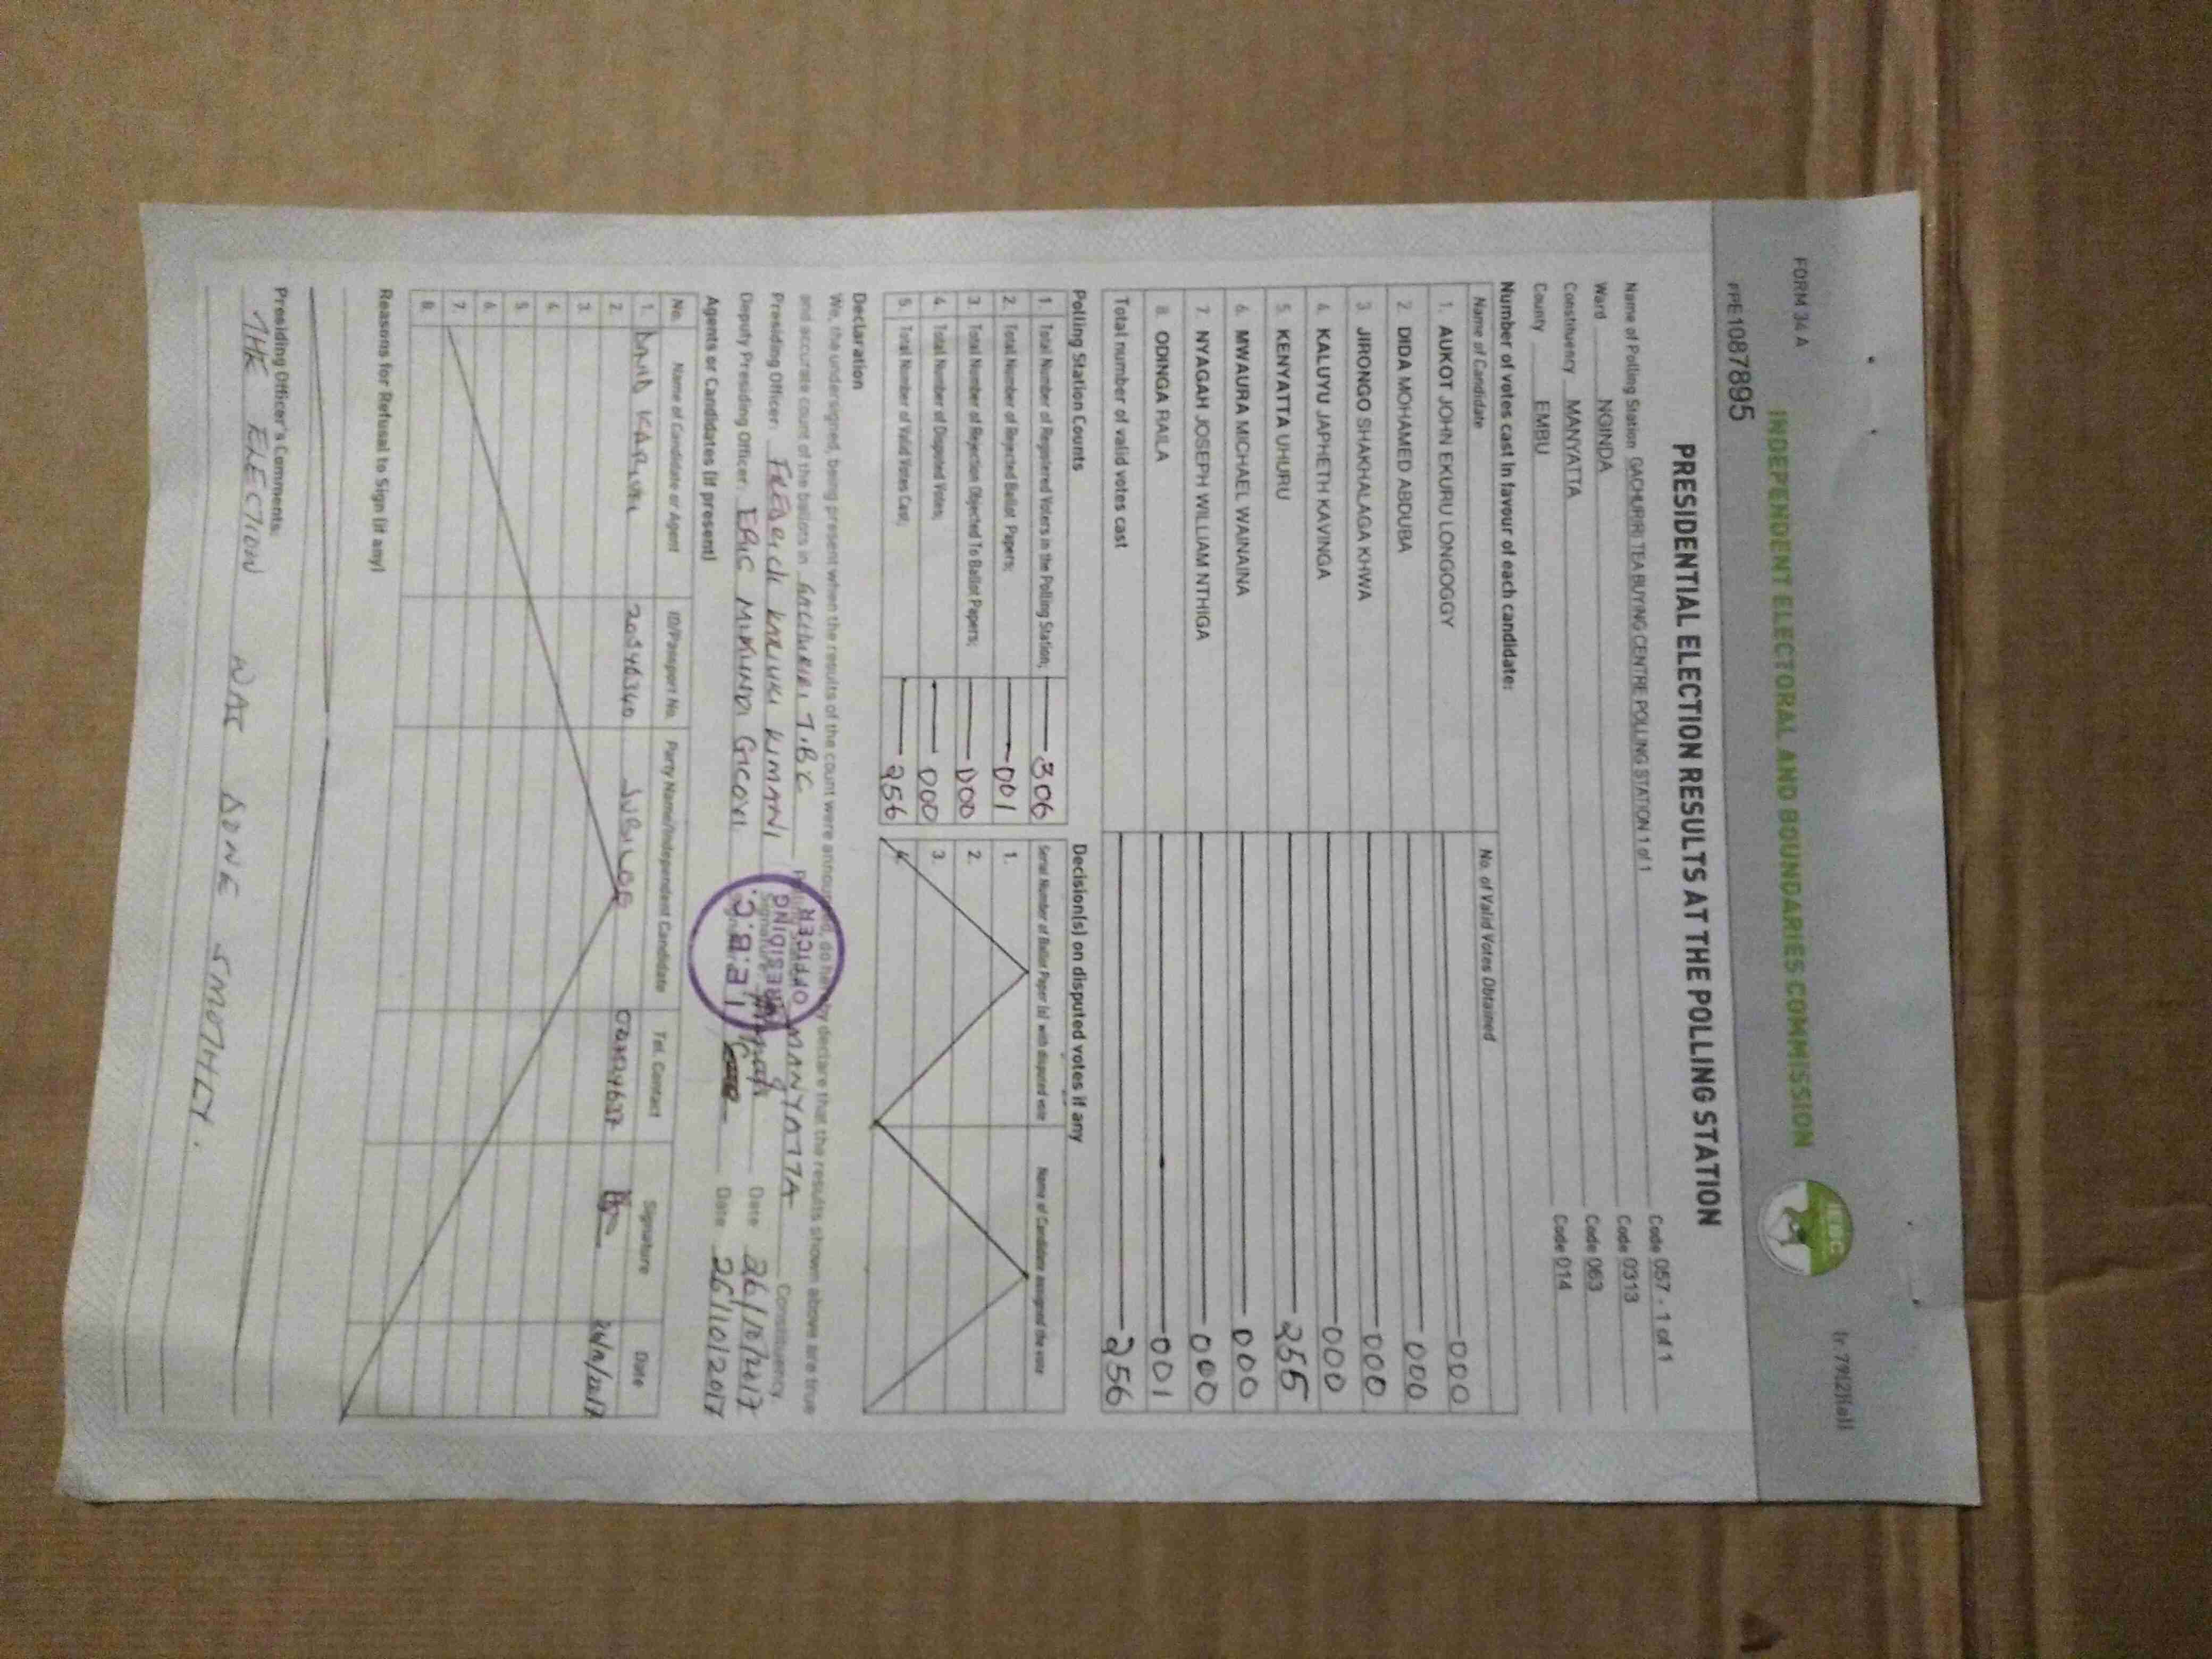 FORM 34 A
INDEPENDENT ELECTORAL AND BOUNDARIES COMMISSION
IEBC
(r.79(2)(a))
FPE1087895
PRESIDENTIAL ELECTION RESULTS AT THE POLLING STATION
Name of Polling Station GACHURIRI TEA BUYING CENTRE POLLING STATION 1 of 1 Code 057 - 1 of 1
Ward NGINDA Code 0313
Constituency MANYATTA Code 063
County EMBU Code 014
Number of votes cast in favour of each candidate:
Name of Candidate No. of Valid Votes Obtained
1. AUKOT JOHN EKURU LONGOGGY 000
2. DIDA MOHAMED ABDUBA 000
3 JIRONGO SHAKHALAGA KHWA 000
4. KALUYU JAPHETH KAVINGA 000
5. KENYATTA UHURU 255
6. MWAURA MICHAEL WAINAINA 000
7. NYAGAH JOSEPH WILLIAM NTHIGA 000
8. ODINGA RAILA 001
Total number of valid votes cast 256
Polling Station Counts
1. Total Number of Registered Voters in the Polling Station; 306
2. Total Number of Rejected Ballot Papers; 001
3. Total Number of Rejection Objected To Ballot Papers; 000
4. Total Number of Disputed Votes; 000
5. Total Number of Valid Votes Cast; 256
Decision(s) on disputed votes if any
Serial Number of Ballot Paper (s) with disputed vote Name of Candidate assigned the vote
1.
2.
3.
4.
Declaration
We, the undersigned, being present when the results of the count were announced, do hereby declare that the results shown above are true
and accurate count of the ballots in GACHURIRI T.B.C Polling Station MANYATTA Constituency.
Presiding Officer: FREDRICK KARIUKI KIMANI Signature Date 26/10/2017
Deputy Presiding Officer: ERIC MUKUNDI GICOVI Date 26/10/2017
PRESIDING
OFFICER
I.E.B.C.
Agents or Candidates (if present)
No. Name of Candidate or Agent ID/Passport No. Party Name/Independent Candidate Tel. Contact Signature Date
1. DAVID JUBILEE 26/10/2017
2.
3.
4.
5.
6.
7.
8.
Reasons for Refusal to Sign (if any)
Presiding Officer's Comments:
THE ELECTION WAS DONE SMOTHLY.